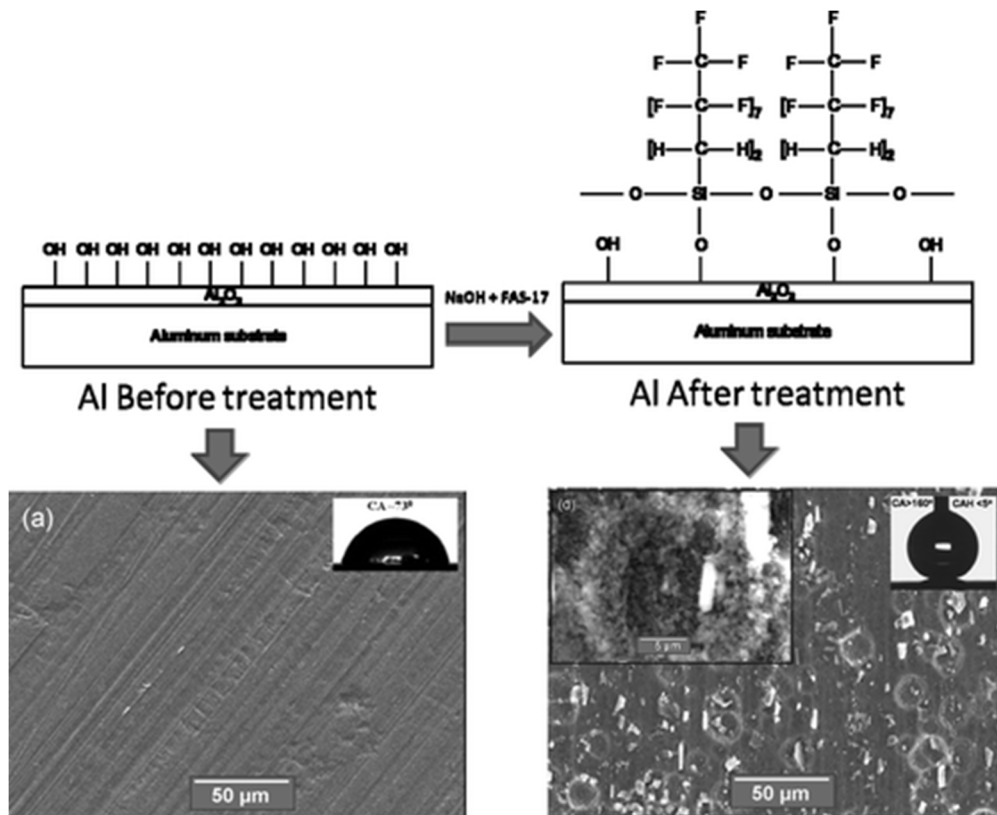 F F
F—C—F F—C—F
[F—C—F]7 [F—C—F]7
[H—C—H]2 [H—C—H]2
—O—Si—O—Si—O—
OH O O OH
OH OH OH OH OH OH OH OH OH OH OH OH
Al2O3
Aluminum substrate
NaOH + FAS-17
Al2O3
Aluminum substrate
Al Before treatment
Al After treatment
(a)
CA~73°
50 µm
(d)
CA>160° CAH <5°
5 µm
50 µm